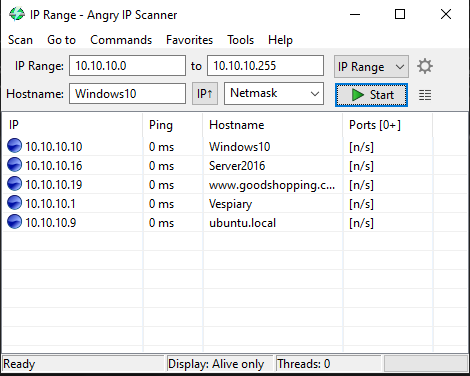 IP Range - Angry IP Scanner
Scan Go to Commands Favorites Tools Help
IP Range: 10.10.10.0 to 10.10.10.255 IP Range
Hostname: Windows10 IP↑ Netmask Start
IP Ping Hostname Ports [0+]
10.10.10.10 0 ms Windows10 [n/s]
10.10.10.16 0 ms Server2016 [n/s]
10.10.10.19 0 ms www.goodshopping.c... [n/s]
10.10.10.1 0 ms Vespiary [n/s]
10.10.10.9 0 ms ubuntu.local [n/s]
Ready Display: Alive only Threads: 0